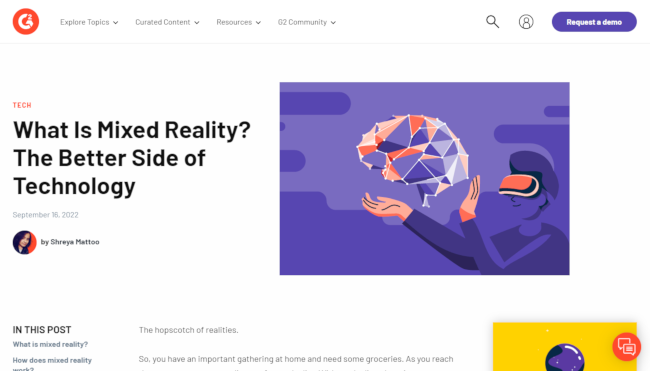 G2
Explore Topics
Curated Content
Resources
G2 Community
Request a demo
TECH
What Is Mixed Reality?
The Better Side of
Technology
September 16, 2022
by Shreya Mattoo
IN THIS POST
What is mixed reality?
How does mixed reality
work?
The hopscotch of realities.
So, you have an important gathering at home and need some groceries. As you reach